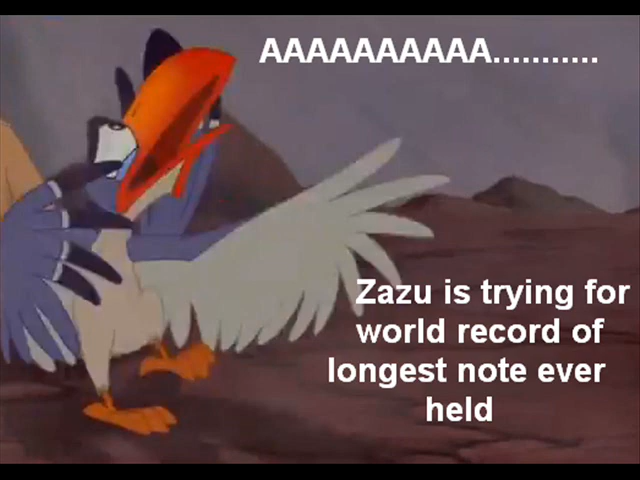 AAAAAAAAAA...........
Zazu is trying for
world record of
longest note ever
held